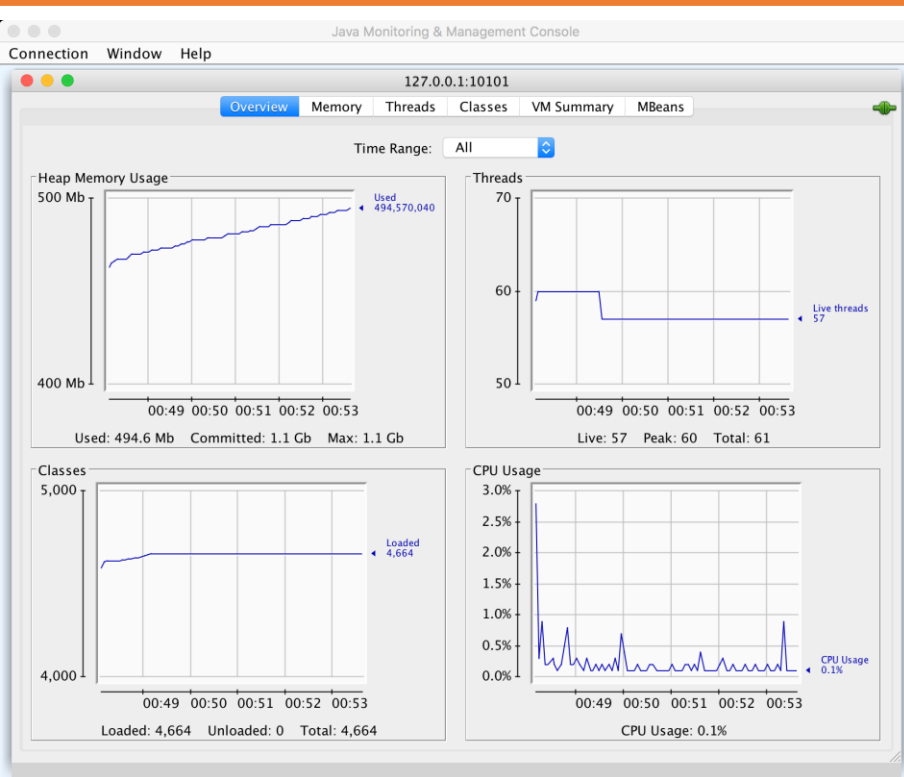 Java Monitoring & Management Console
Connection Window Help
127.0.0.1:10101
Overview Memory Threads Classes VM Summary MBeans
Time Range: All
Heap Memory Usage
500 Mb
Used
494,570,040
400 Mb
00:49 00:50 00:51 00:52 00:53
Used: 494.6 Mb Committed: 1.1 Gb Max: 1.1 Gb
Threads
70
60
Live threads
57
50
00:49 00:50 00:51 00:52 00:53
Live: 57 Peak: 60 Total: 61
Classes
5,000
Loaded
4,664
4,000
00:49 00:50 00:51 00:52 00:53
Loaded: 4,664 Unloaded: 0 Total: 4,664
CPU Usage
3.0%
2.5%
2.0%
1.5%
1.0%
0.5%
CPU Usage
0.1%
0.0%
00:49 00:50 00:51 00:52 00:53
CPU Usage: 0.1%